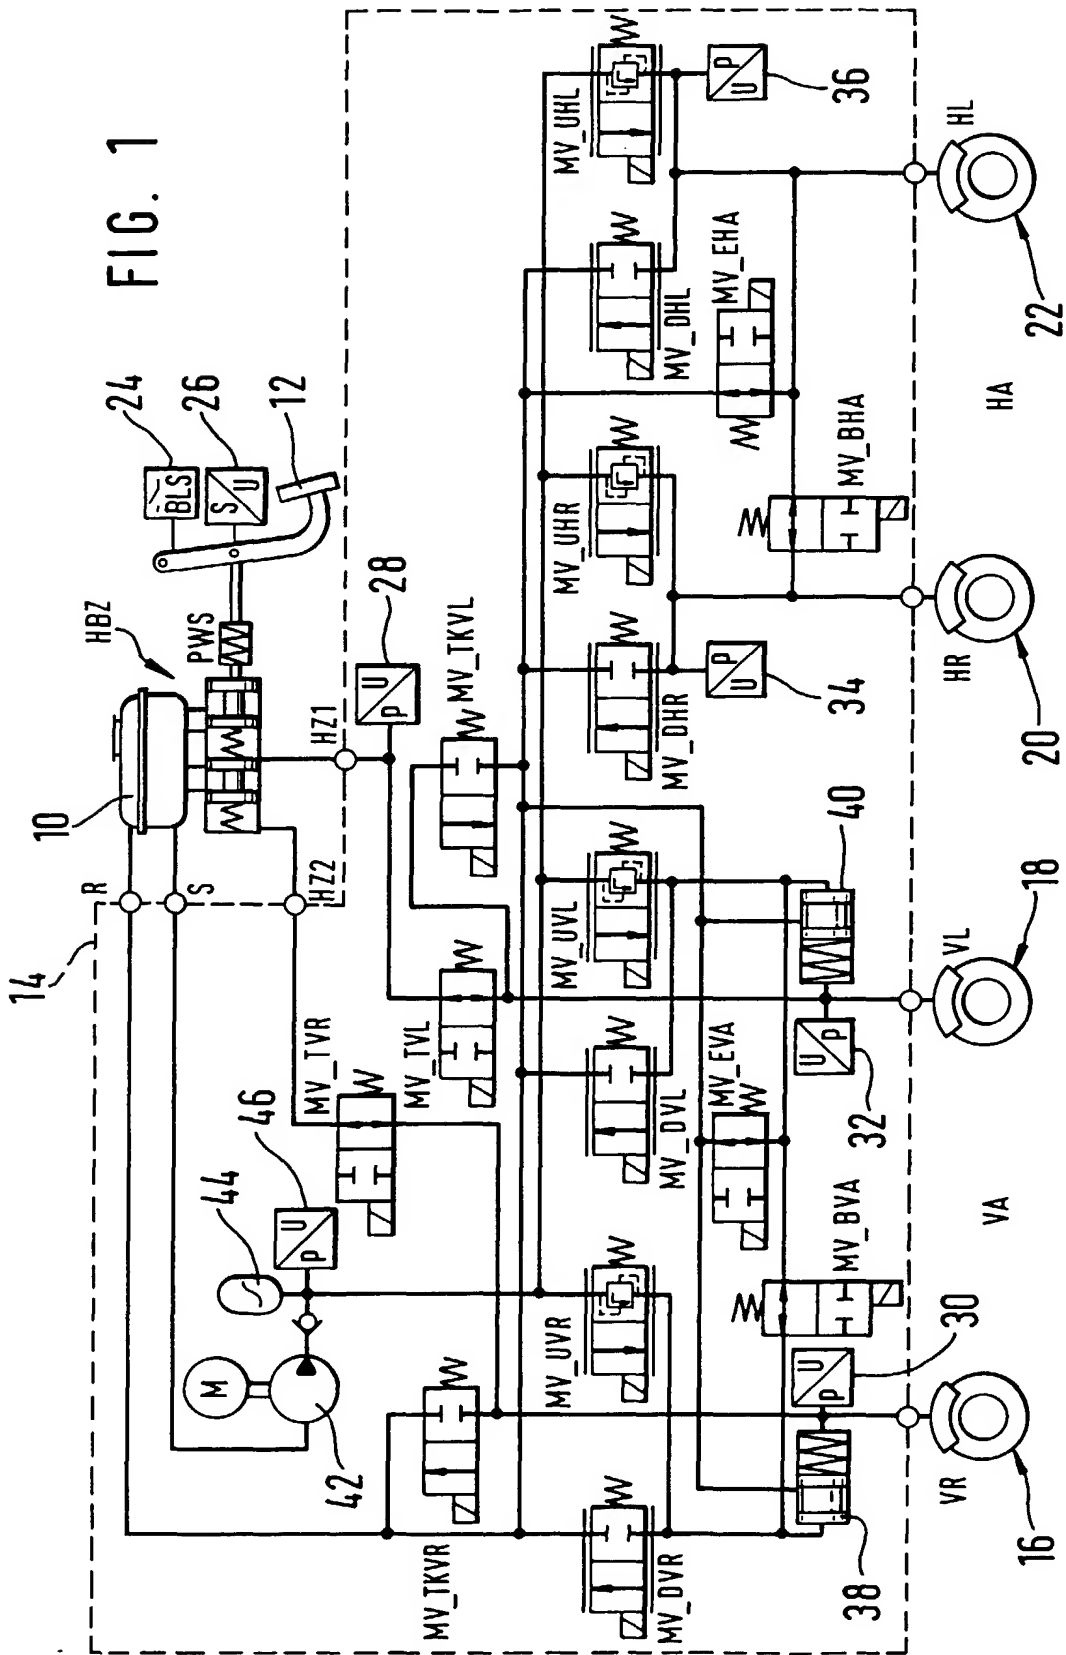 FIG. 1
24
BLS
26
S
U
12
HBZ
PWS
10
R
S
HZ2
HZ1
14
28
U
P
MV_TKVL
MV_TVR
MV_TVL
46
U
P
44
M
42
MV_TKVR
MV_UHL
36
P
U
MV_DHL
MV_EHA
MV_UHR
MV_BHA
MV_DHR
34
P
U
MV_UVL
MV_DVL
MV_EVA
40
32
U
P
MV_UVR
MV_BVA
MV_DVR
30
U
P
38
HL
22
HA
HR
20
VL
18
VA
VR
16